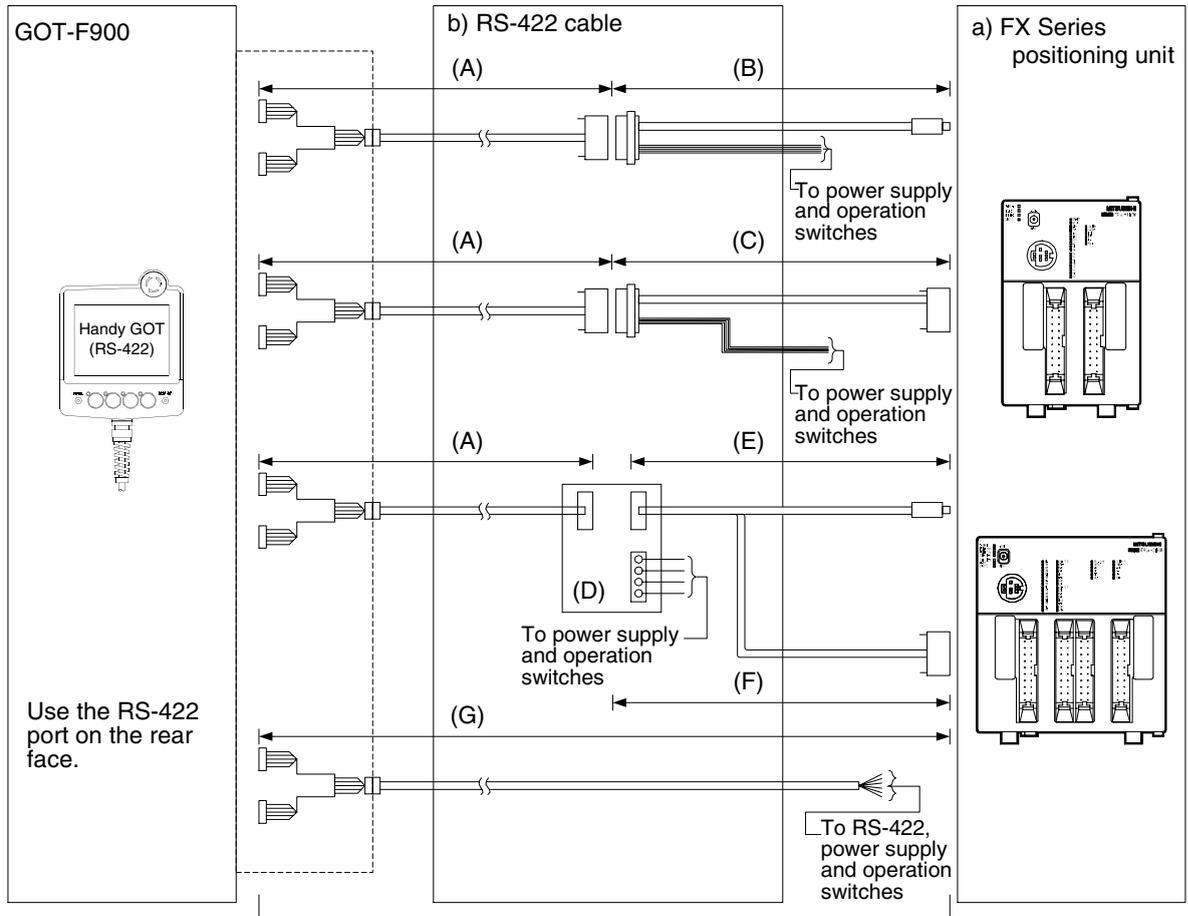 GOT-F900
b) RS-422 cable
a) FX Series
positioning unit
(A)
(B)
To power supply
and operation
switches
(A)
(C)
Handy GOT
(RS-422)
To power supply
and operation
switches
(A)
(E)
(D)
To power supply
and operation
switches
(F)
(G)
Use the RS-422
port on the rear
face.
To RS-422,
power supply
and operation
switches
MITSUBISHI
MITSUBISHI